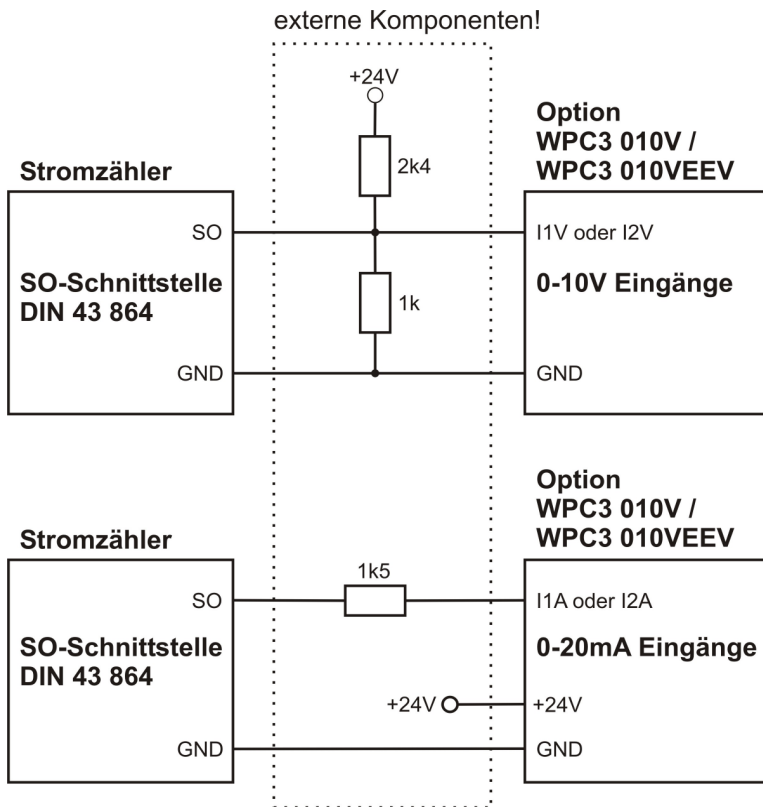 externe Komponenten!
+24V
2k4
1k
Stromzähler
SO
SO-Schnittstelle
DIN 43 864
GND
Option
WPC3 010V /
WPC3 010VEEV
I1V oder I2V
0-10V Eingänge
GND
Stromzähler
SO
SO-Schnittstelle
DIN 43 864
GND
1k5
+24V
Option
WPC3 010V /
WPC3 010VEEV
I1A oder I2A
0-20mA Eingänge
+24V
GND